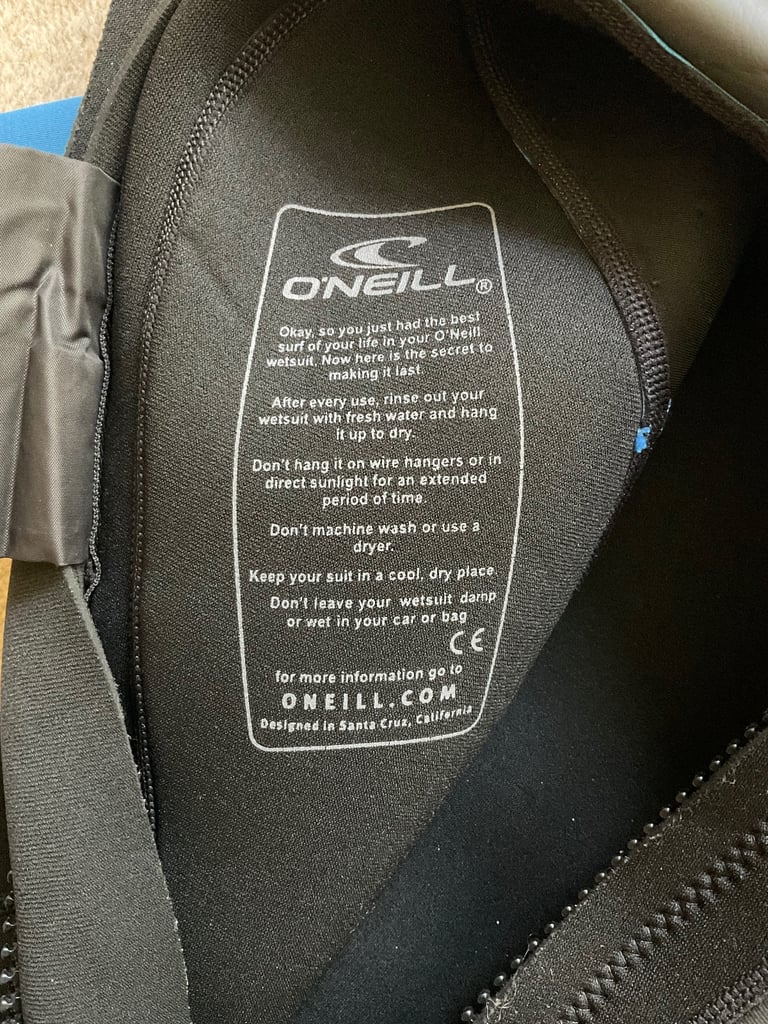 O'NEILL®
Okay, so you just had the best
surf of your life in your O'Neill
wetsuit. Now here is the secret to
making it last.
After every use, rinse out your
wetsuit with fresh water and hang
it up to dry.
Don't hang it on wire hangers or in
direct sunlight for an extended
period of time.
Don't machine wash or use a
dryer.
Keep your suit in a cool, dry place.
Don't leave your wetsuit damp
or wet in your car or bag
CE
for more information go to
ONEILL.COM
Designed in Santa Cruz, California